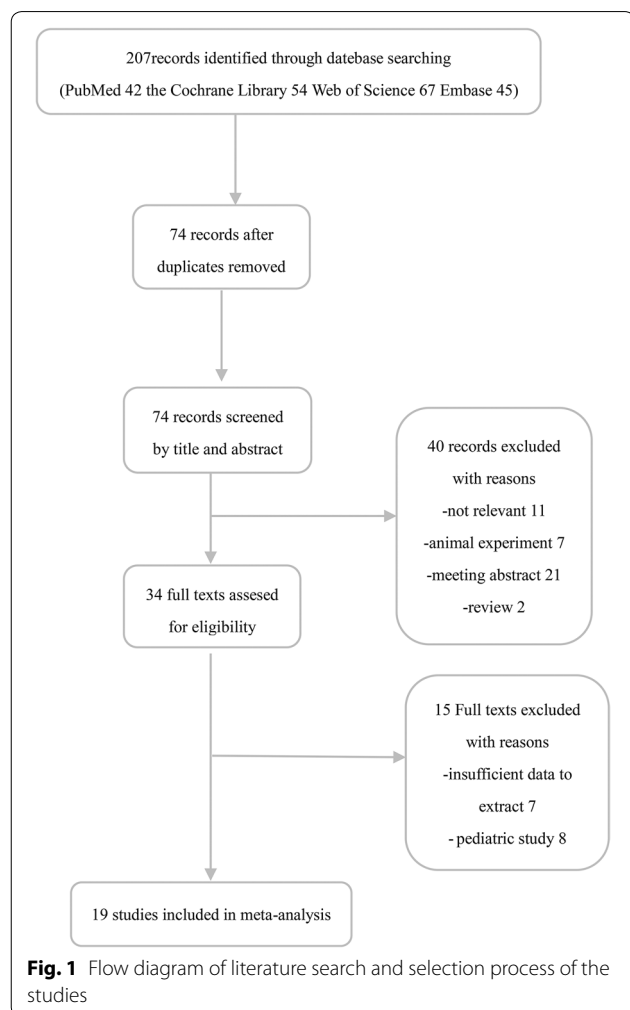 207records identified through datebase searching
(PubMed 42 the Cochrane Library 54 Web of Science 67 Embase 45)
74 records after
duplicates removed
74 records screened
by title and abstract
40 records excluded
with reasons
-not relevant 11
-animal experiment 7
-meeting abstract 21
-review 2
34 full texts assesed
for eligibility
15 Full texts excluded
with reasons
-insufficient data to
extract 7
- pediatric study 8
19 studies included in meta-analysis
Fig. 1 Flow diagram of literature search and selection process of the
studies